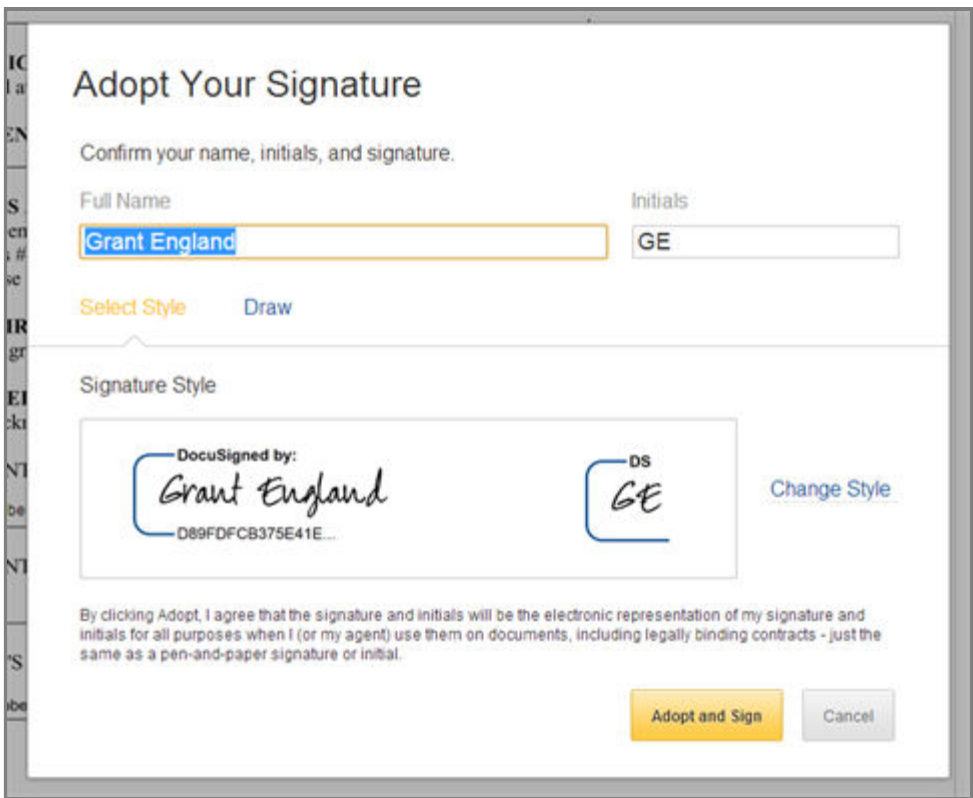 Adopt Your Signature
Confirm your name, initials, and signature.
Full Name Initials
Grant England GE
Select Style Draw
Signature Style
DocuSigned by: DS
Grant England GE Change Style
D89FDFCB375E41E...
By clicking Adopt, I agree that the signature and initials will be the electronic representation of my signature and
initials for all purposes when I (or my agent) use them on documents, including legally binding contracts - just the
same as a pen-and-paper signature or initial.
Adopt and Sign Cancel